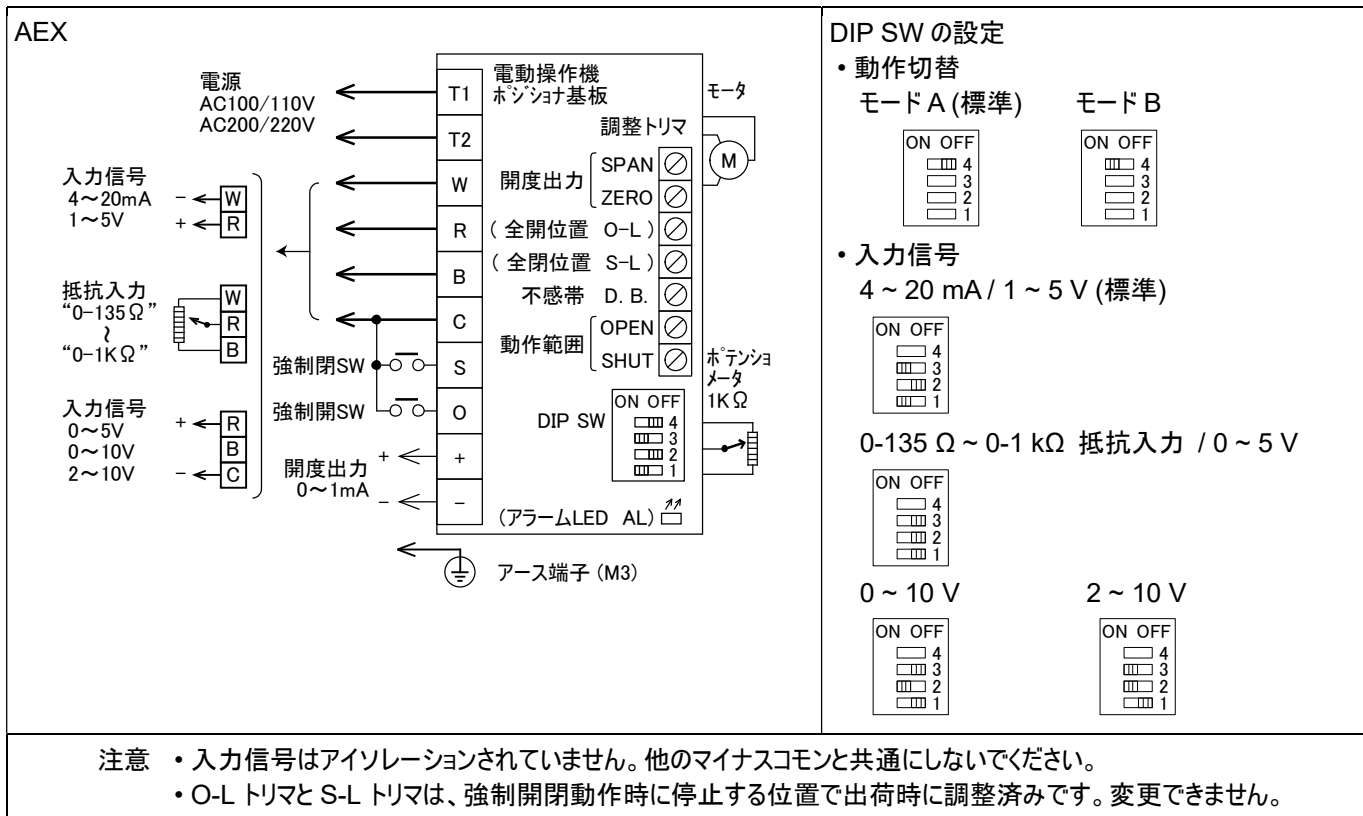 AEX
電源
AC100/110V
AC200/220V
入力信号
4～20mA
1～5V
- W
+ R
抵抗入力
“0-135Ω”
～
“0-1KΩ”
W
R
B
入力信号
0～5V
0～10V
2～10V
+ R
B
- C
T1
T2
W
R
B
C
S
O
+
-
強制閉SW
強制開SW
開度出力
0～1mA
+
-
アース端子 (M3)
電動操作機
ポジショナ基板
調整トリマ
開度出力
SPAN
ZERO
( 全開位置 O-L )
( 全閉位置 S-L )
不感帯 D. B.
動作範囲
OPEN
SHUT
DIP SW
ON OFF
4
3
2
1
(アラームLED AL)
モータ
M
ポテンショ
メータ
1KΩ
DIP SW の設定
• 動作切替
モード A (標準) モード B
ON OFF
4
3
2
1
ON OFF
4
3
2
1
• 入力信号
4 ~ 20 mA / 1 ~ 5 V (標準)
ON OFF
4
3
2
1
0-135 Ω ~ 0-1 kΩ 抵抗入力 / 0 ~ 5 V
ON OFF
4
3
2
1
0 ~ 10 V 2 ~ 10 V
ON OFF
4
3
2
1
ON OFF
4
3
2
1
注意 • 入力信号はアイソレーションされていません。他のマイナスコモンと共通にしないでください。
• O-L トリマと S-L トリマは、強制開閉動作時に停止する位置で出荷時に調整済みです。変更できません。